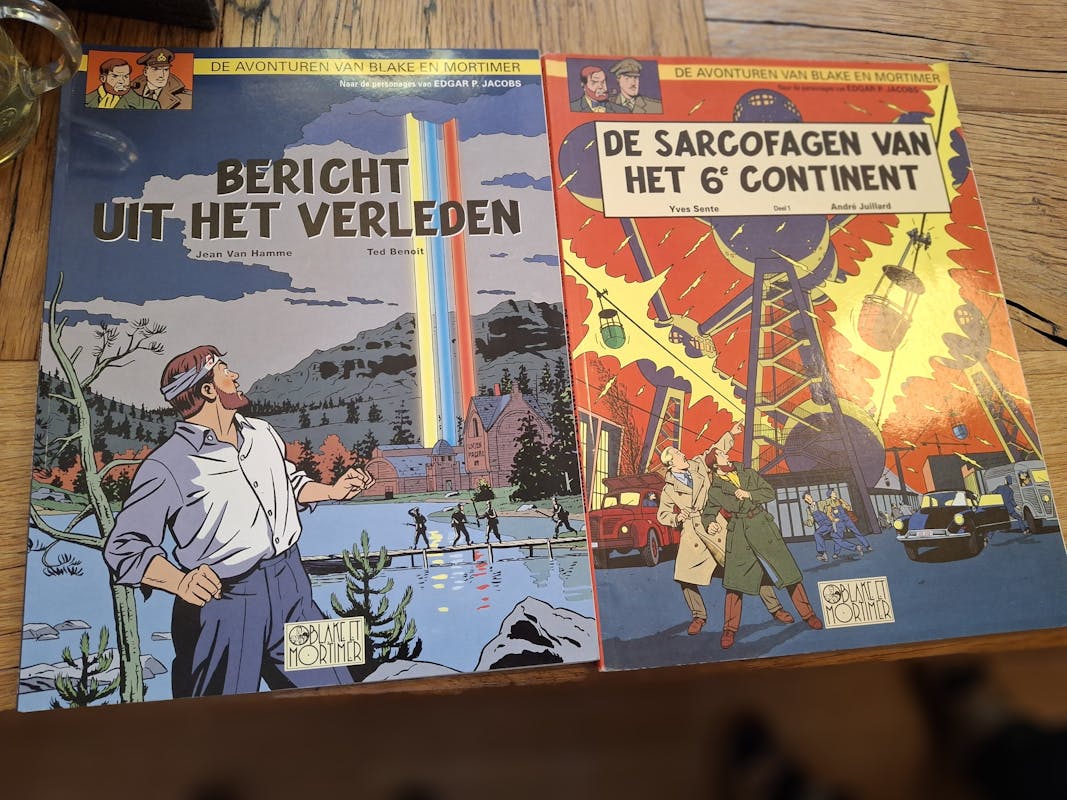 DE AVONTUREN VAN BLAKE EN MORTIMER
Naar de personages van EDGAR P. JACOBS
BERICHT
UIT HET VERLEDEN
Jean Van Hamme Ted Benoit
BLAKE ET
MORTIMER
DE AVONTUREN VAN BLAKE EN MORTIMER
Naar de personages van EDGAR P. JACOBS
DE SARCOFAGEN VAN
HET 6e CONTINENT
Yves Sente Deel 1 André Juillard
BLAKE ET
MORTIMER